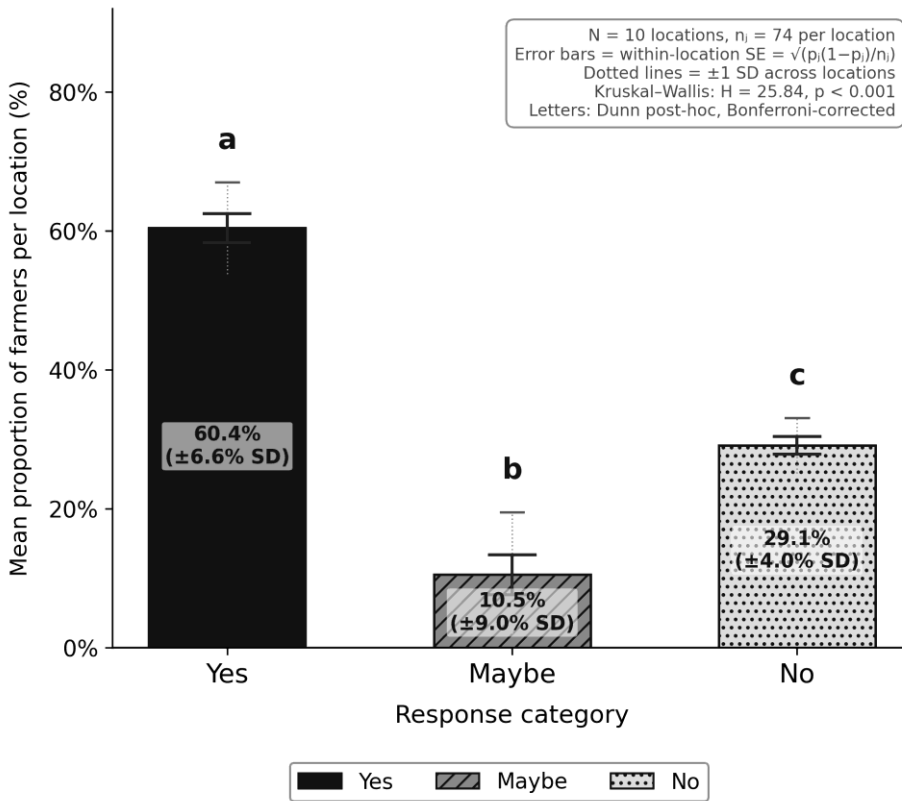 N = 10 locations, nⱼ = 74 per location
Error bars = within-location SE = √(pⱼ(1−pⱼ)/nⱼ)
Dotted lines = ±1 SD across locations
Kruskal–Wallis: H = 25.84, p < 0.001
Letters: Dunn post-hoc, Bonferroni-corrected
Mean proportion of farmers per location (%)
80%
60%
40%
20%
0%
a
60.4%
(±6.6% SD)
b
10.5%
(±9.0% SD)
c
29.1%
(±4.0% SD)
Yes
Maybe
No
Response category
Yes
Maybe
No